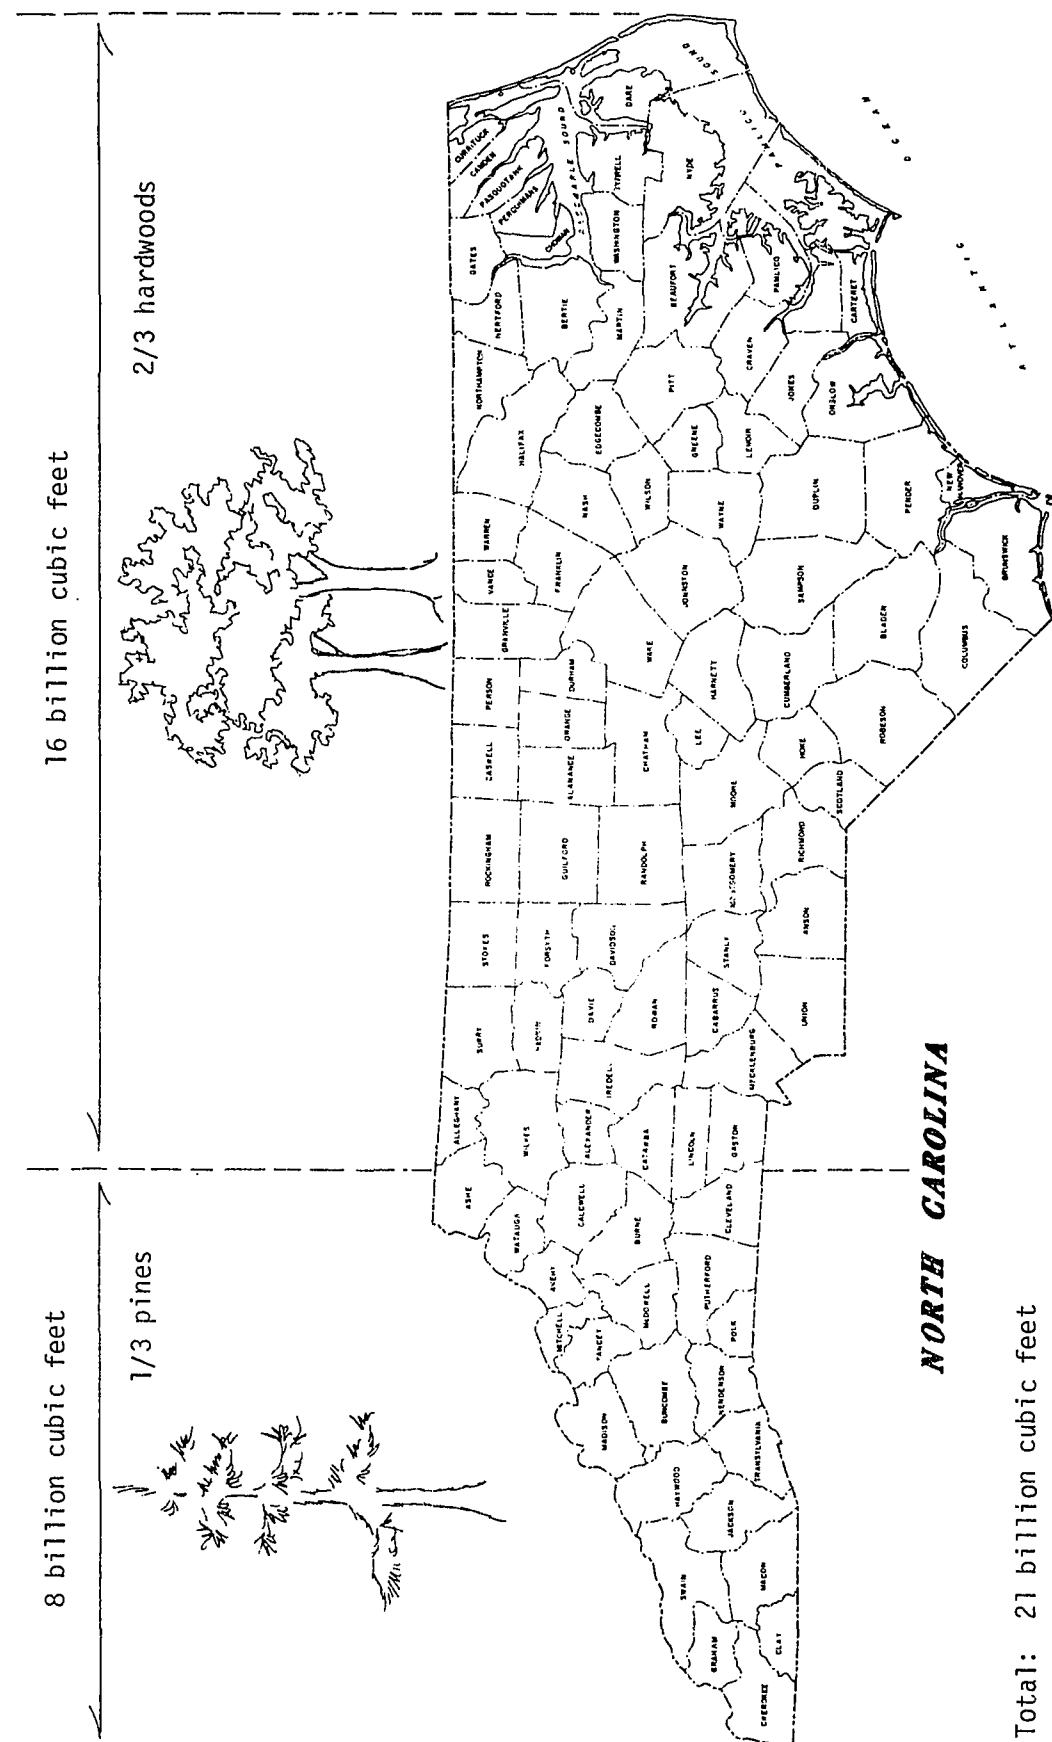 8 billion cubic feet
16 billion cubic feet
1/3 pines
2/3 hardwoods
CHEROKEE
GRAHAM
CLAY
SWAIN
MACON
JACKSON
HAYWOOD
TRANSYLVANIA
MADISON
BUNCOMBE
HENDERSON
YANCEY
MITCHELL
McDOWELL
POLK
RUTHERFORD
AVERY
BURKE
CLEVELAND
WATAUGA
CALDWELL
ASHE
ALLEGHANY
WILKES
ALEXANDER
CATAWBA
LINCOLN
GASTON
SURRY
YADKIN
IREDELL
DAVIE
ROWAN
CABARRUS
MECKLENBURG
STOKES
FORSYTH
DAVIDSON
STANLY
UNION
ROCKINGHAM
GUILFORD
RANDOLPH
MONTGOMERY
ANSON
RICHMOND
CASWELL
ALAMANCE
CHATHAM
MOORE
SCOTLAND
PERSON
ORANGE
DURHAM
LEE
HOKE
ROBESON
GRANVILLE
WAKE
HARNETT
CUMBERLAND
BLADEN
COLUMBUS
VANCE
FRANKLIN
JOHNSTON
SAMPSON
BRUNSWICK
WARREN
NASH
WILSON
WAYNE
DUPLIN
PENDER
NEW HANOVER
HALIFAX
EDGECOMBE
GREENE
LENOIR
JONES
ONSLOW
NORTHAMPTON
HERTFORD
BERTIE
MARTIN
PITT
CRAVEN
CARTERET
GATES
CHOWAN
WASHINGTON
BEAUFORT
PAMLICO
PERQUIMANS
PASQUOTANK
CAMDEN
CURRITUCK
TYRRELL
HYDE
DARE
ALBEMARLE SOUND
PAMLICO SOUND
ATLANTIC OCEAN
NORTH CAROLINA
Total: 21 billion cubic feet